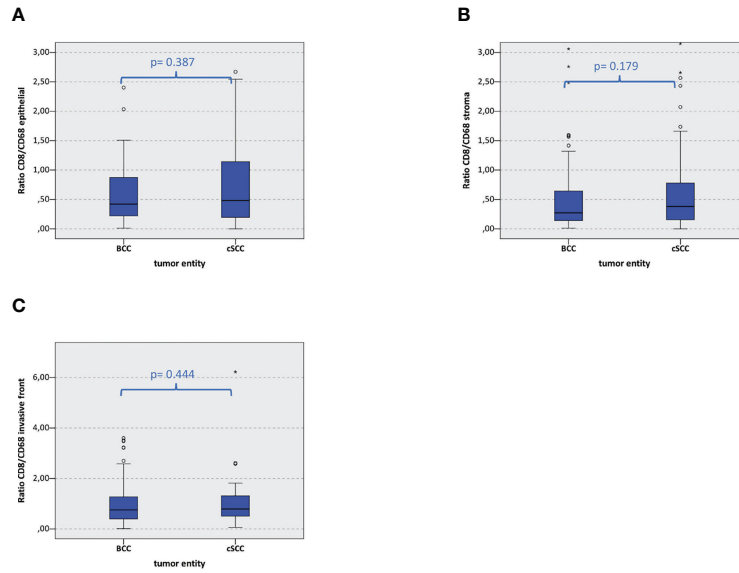 A
p= 0.387
3,00
2,50
2,00
1,50
1,00
,50
,00
Ratio CD8/CD68 epithelial
BCC
cSCC
tumor entity
B
p= 0.179
3,00
2,50
2,00
1,50
1,00
,50
,00
Ratio CD8/CD68 stroma
BCC
cSCC
tumor entity
C
p= 0.444
6,00
4,00
2,00
,00
Ratio CD8/CD68 invasive front
BCC
cSCC
tumor entity